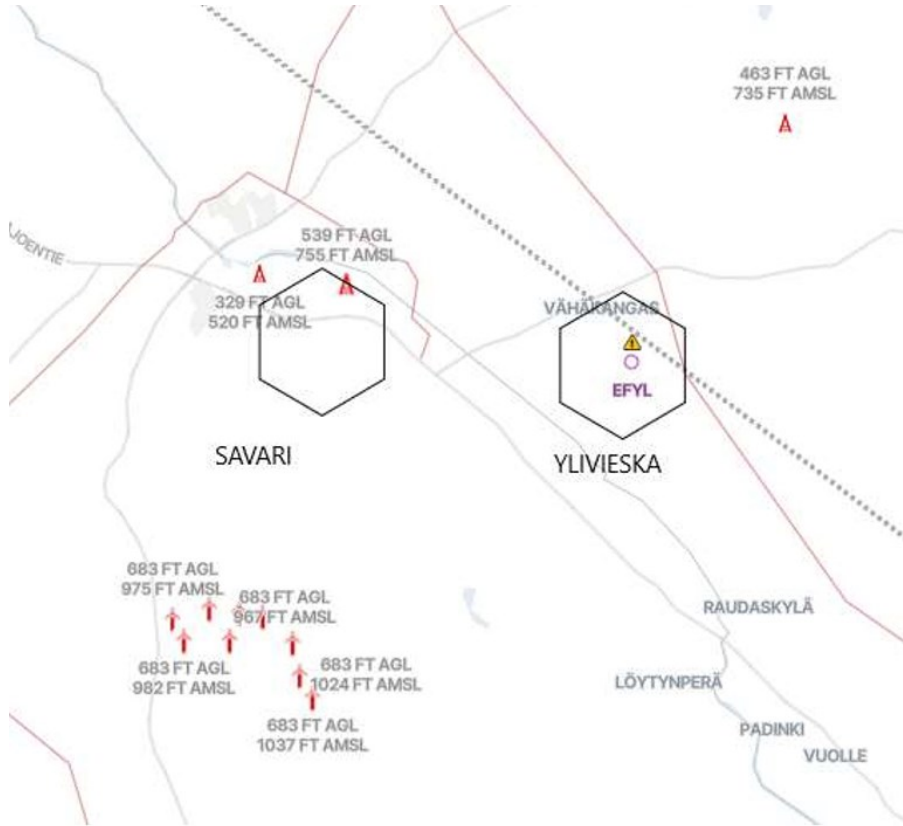 463 FT AGL
735 FT AMSL
JOENTIE
539 FT AGL
755 FT AMSL
329 FT AGL
520 FT AMSL
VÄHÄKANGAS
EFYL
SAVARI
YLIVIESKA
683 FT AGL
975 FT AMSL
683 FT AGL
967 FT AMSL
683 FT AGL
982 FT AMSL
683 FT AGL
1024 FT AMSL
683 FT AGL
1037 FT AMSL
RAUDASKYLÄ
LÖYTYNPERÄ
PADINKI
VUOLLE